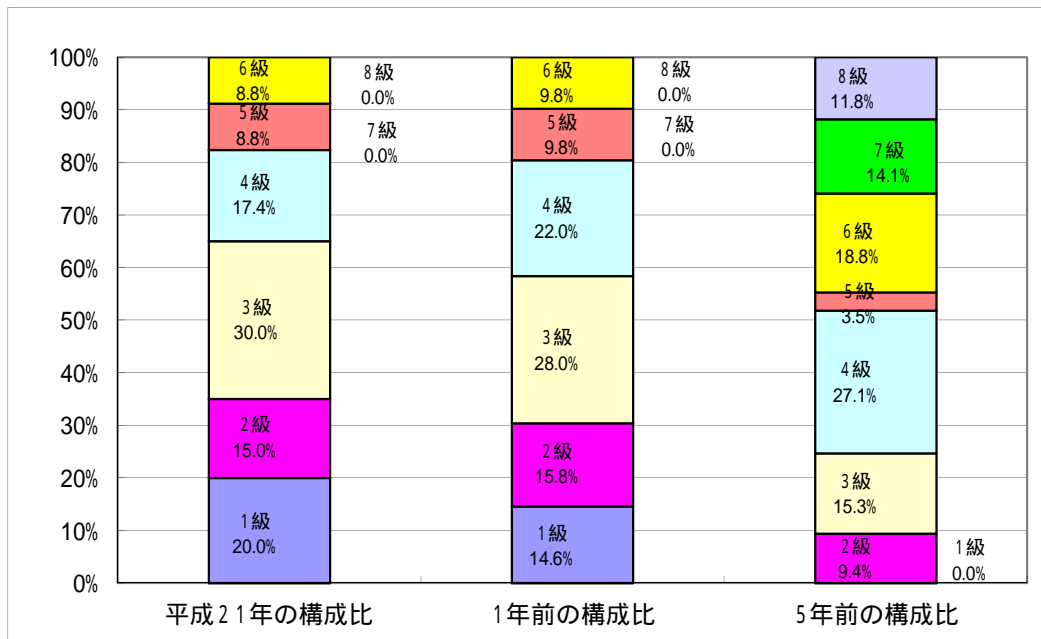 100%
90%
80%
70%
60%
50%
40%
30%
20%
10%
0%
6級
8.8%
8級
0.0%
5級
8.8%
7級
0.0%
4級
17.4%
3級
30.0%
2級
15.0%
1級
20.0%
6級
9.8%
8級
0.0%
5級
9.8%
7級
0.0%
4級
22.0%
3級
28.0%
2級
15.8%
1級
14.6%
8級
11.8%
7級
14.1%
6級
18.8%
5級
3.5%
4級
27.1%
3級
15.3%
2級
9.4%
1級
0.0%
平成21年の構成比
1年前の構成比
5年前の構成比